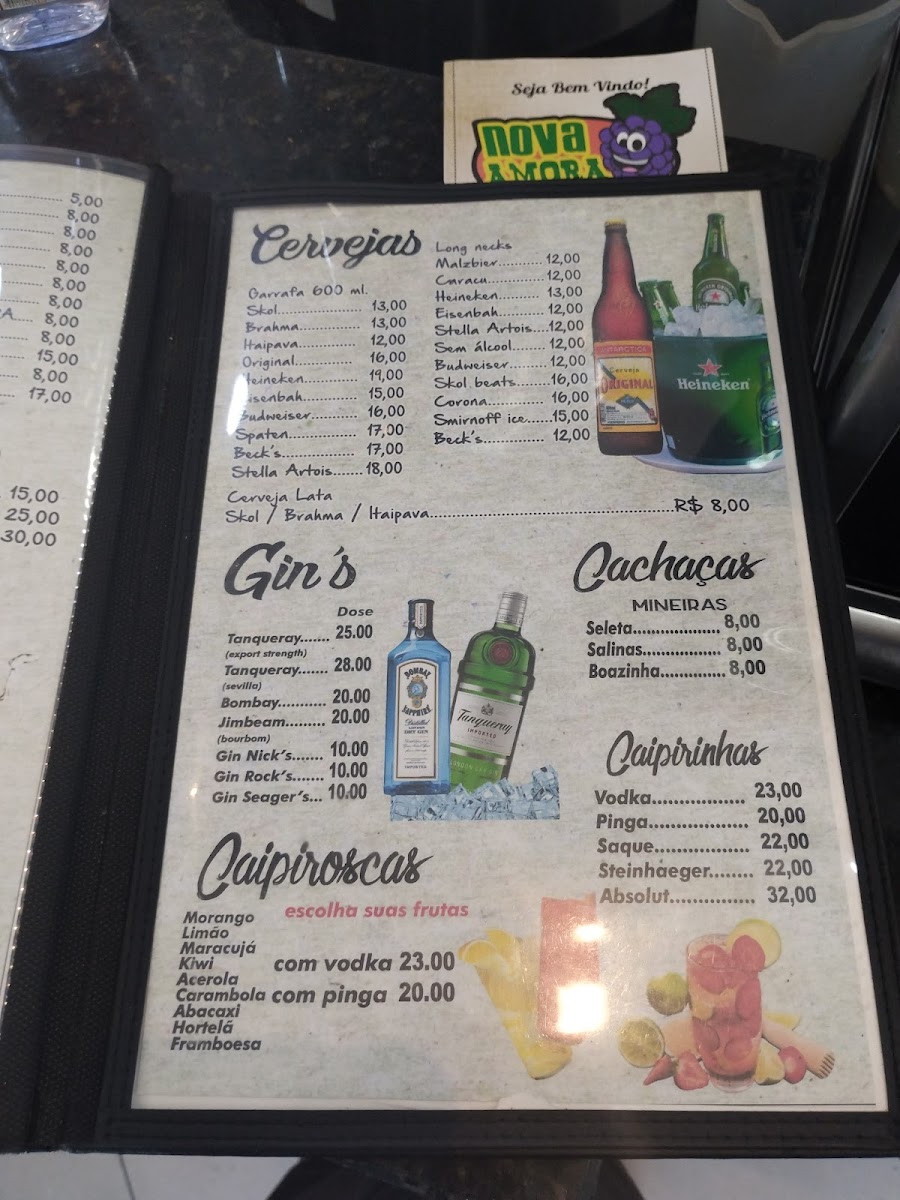 Seja Bem Vindo!
nova
AMORA
5,00
8,00
8,00
8,00
8,00
8,00
8,00
8,00
8,00
15,00
8,00
17,00
15,00
25,00
30,00
Cervejas
Garrafa 600 ml.
Skol................ 13,00
Brahma............... 13,00
Itaipava............... 12,00
Original............... 16,00
Heineken............... 19,00
Eisenbah............... 15,00
Budweiser............ 16,00
Spaten................. 17,00
Beck's................. 17,00
Stella Artois....... 18,00
Long necks
Malzbier.......... 12,00
Caracu.............. 12,00
Heineken.......... 13,00
Eisenbah........... 12,00
Stella Artois.... 12,00
Sem álcool........ 12,00
Budweiser......... 12,00
Skol beats........ 16,00
Corona............. 16,00
Smirnoff ice...... 15,00
Beck's.............. 12,00
Cerveja Lata
Skol / Brahma / Itaipava.................................................. R$ 8,00
ANTARCTICA
Cerveja
ORIGINAL
Heineken
Gin's
Dose
Tanqueray....... 25.00
(export strength)
Tanqueray....... 28.00
(sevilla)
Bombay........... 20.00
Jimbeam.......... 20.00
(bourbom)
Gin Nick's....... 10.00
Gin Rock's....... 10.00
Gin Seager's... 10.00
BOMBAY
SAPPHIRE
Distilled
DRY GIN
Tanqueray
IMPORTED
Cachaças
MINEIRAS
Seleta.................... 8,00
Salinas................... 8,00
Boazinha............... 8,00
Caipirinhas
Vodka................... 23,00
Pinga.................... 20,00
Saque................... 22,00
Steinhaeger........ 22,00
Absolut................. 32,00
Caipiroscas
escolha suas frutas
Morango
Limão
Maracujá
Kiwi
Acerola
Carambola
Abacaxi
Hortelã
Framboesa
com vodka 23.00
com pinga 20.00